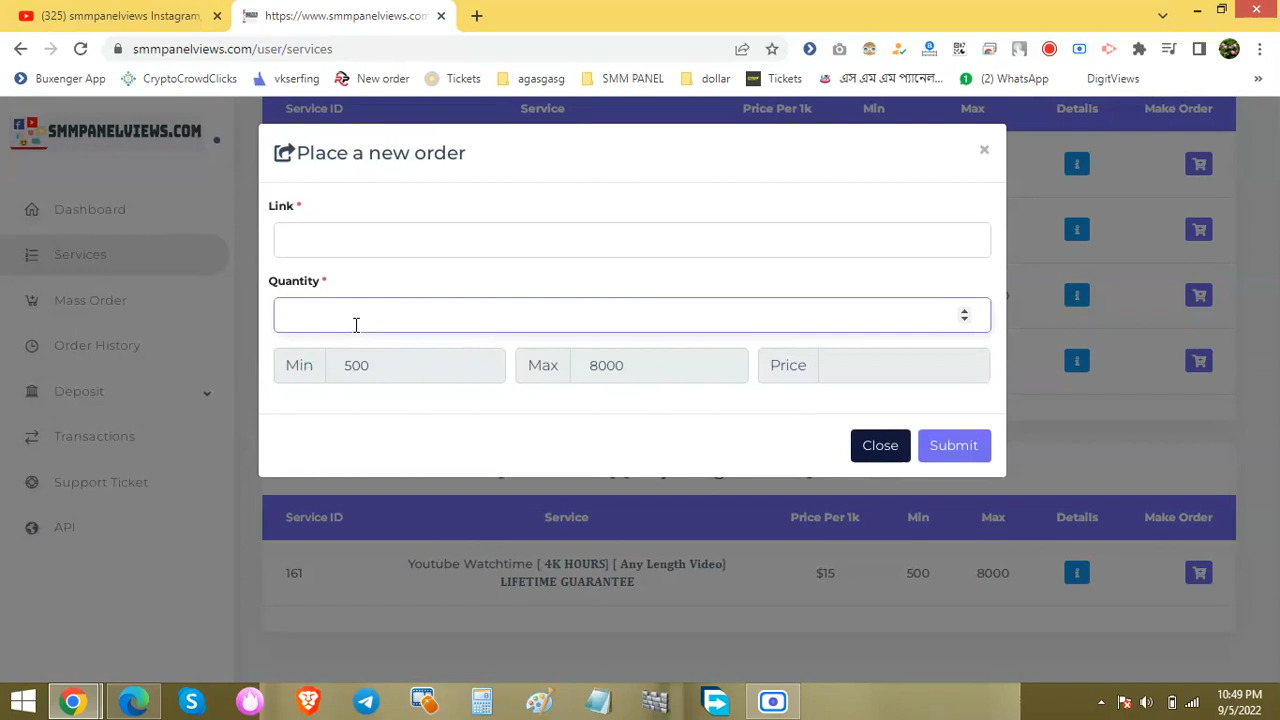 (325) smmpanelviews Instagram,
https://www.smmpanelviews.com
smmpanelviews.com/user/services
Buxenger App
CryptoCrowdClicks
vkserfing
New order
Tickets
agasgasg
SMM PANEL
dollar
Tickets
এস এম এম প্যানেল...
(2) WhatsApp
DigitViews
»
SMMPANELVIEWS.COM
Service ID Service Price Per 1k Min Max Details Make Order
Place a new order
×
Link *
Quantity *
Min 500 Max 8000 Price
Close Submit
Dashboard
Services
Mass Order
Order History
Deposit
Transactions
Support Ticket
API
Service ID Service Price Per 1k Min Max Details Make Order
161 Youtube Watchtime [ 4K HOURS] [ Any Length Video] $15 500 8000
LIFETIME GUARANTEE
10:49 PM
9/5/2022